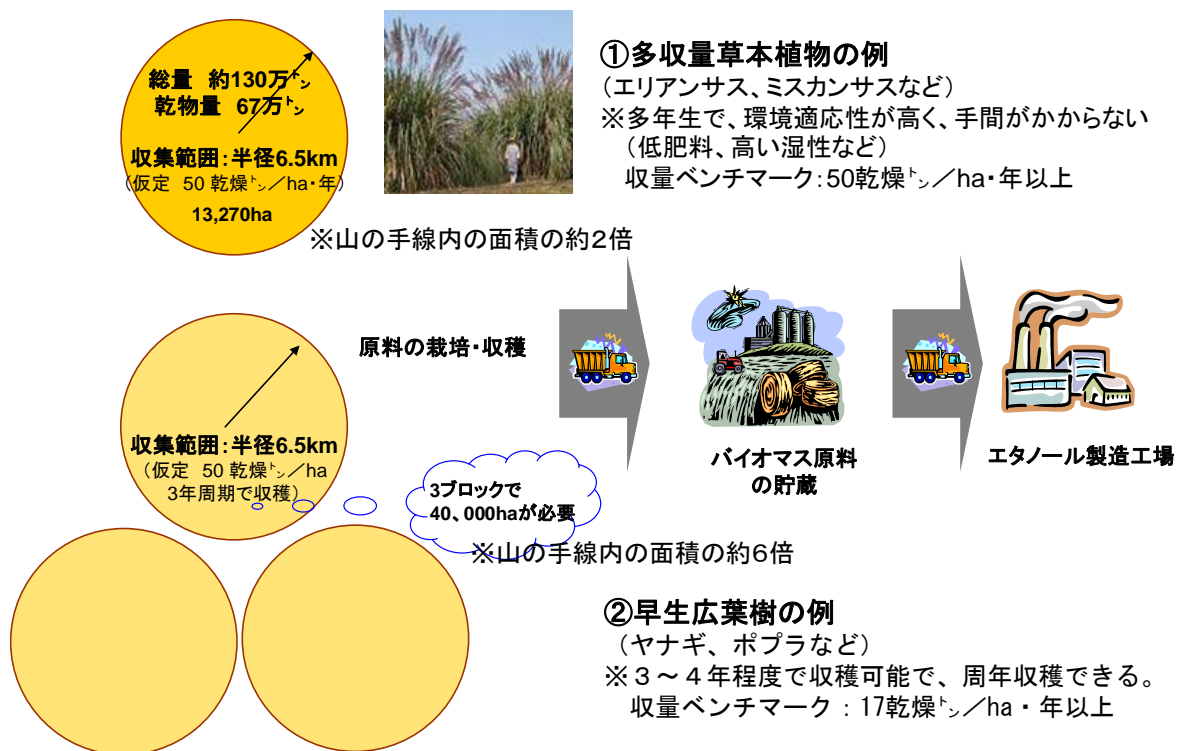 総量 約130万㌧
乾物量 67万㌧
収集範囲：半径6.5km
（仮定 50 乾燥㌧／ha・年）
13,270ha
※山の手線内の面積の約２倍
①多収量草本植物の例
（エリアンサス、ミスカンサスなど）
※多年生で、環境適応性が高く、手間がかからない
（低肥料、高い湿性など）
収量ベンチマーク：50乾燥㌧／ha・年以上
原料の栽培・収穫
バイオマス原料
の貯蔵
エタノール製造工場
収集範囲：半径6.5km
（仮定 50 乾燥㌧／ha
3年周期で収穫）
3ブロックで
40、000haが必要
※山の手線内の面積の約６倍
②早生広葉樹の例
（ヤナギ、ポプラなど）
※３～４年程度で収穫可能で、周年収穫できる。
収量ベンチマーク：17乾燥㌧／ha・年以上